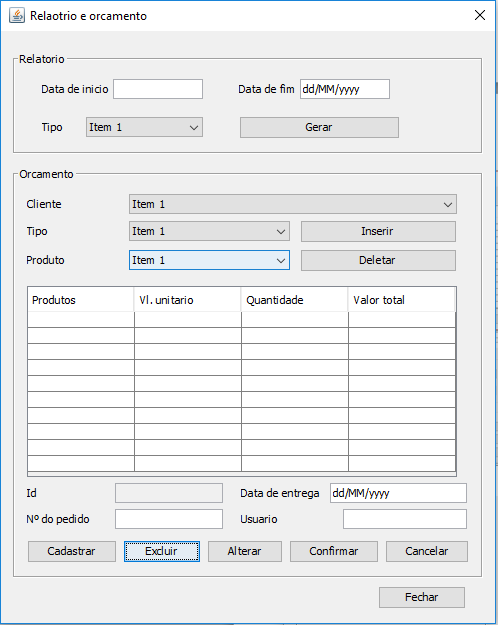 Relaotrio e orcamento
Relatorio
Data de inicio Data de fim dd/MM/yyyy
Tipo Item 1 Gerar
Orcamento
Cliente Item 1
Tipo Item 1 Inserir
Produto Item 1 Deletar
Produtos Vl. unitario Quantidade Valor total
Id Data de entrega dd/MM/yyyy
Nº do pedido Usuario
Cadastrar Excluir Alterar Confirmar Cancelar
Fechar